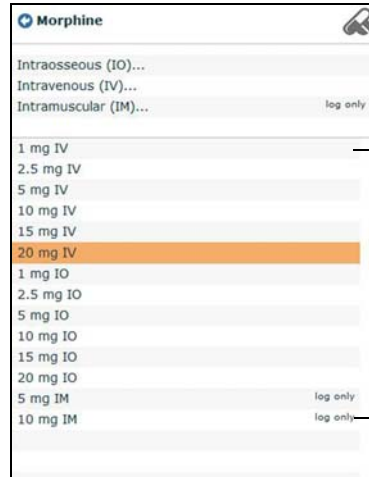 Morphine
Intraosseous (IO)...
Intravenous (IV)...
Intramuscular (IM)... log only
1 mg IV
2.5 mg IV
5 mg IV
10 mg IV
15 mg IV
20 mg IV
1 mg IO
2.5 mg IO
5 mg IO
10 mg IO
15 mg IO
20 mg IO
5 mg IM log only
10 mg IM log only